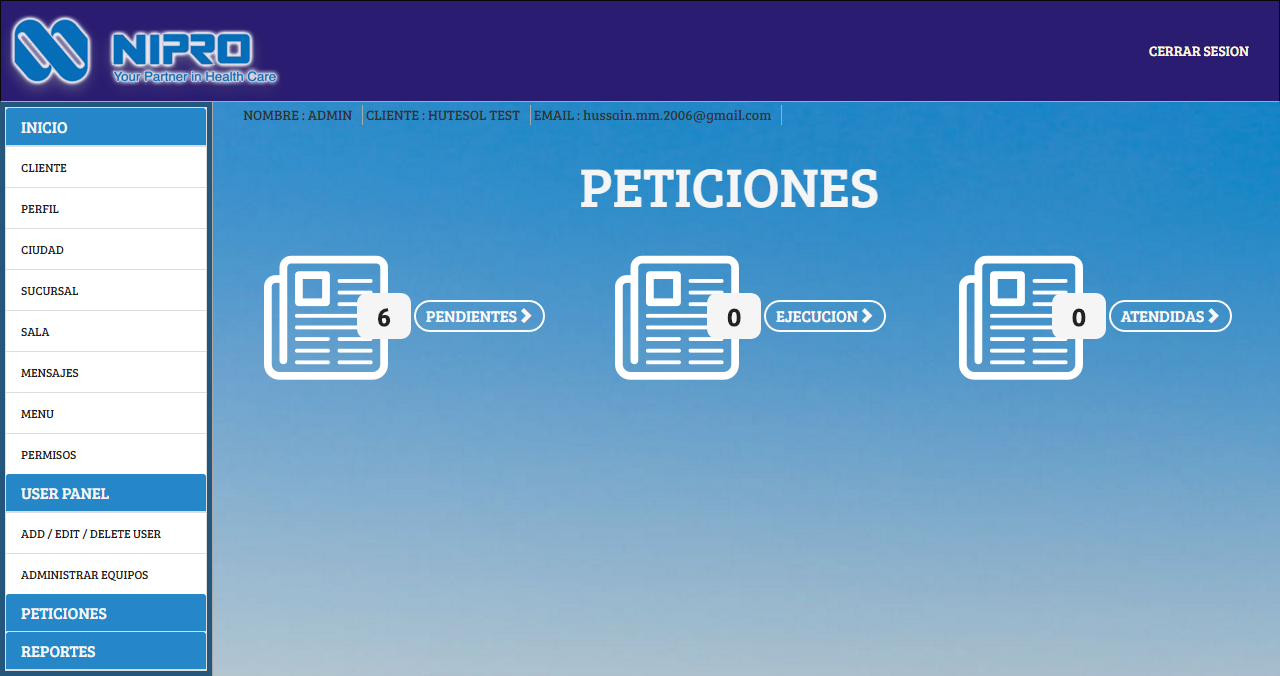 NIPRO
Your Partner in Health Care
CERRAR SESION
NOMBRE : ADMIN CLIENTE : HUTESOL TEST EMAIL : hussain.mm.2006@gmail.com
INICIO
CLIENTE
PERFIL
CIUDAD
SUCURSAL
SALA
MENSAJES
MENU
PERMISOS
USER PANEL
ADD / EDIT / DELETE USER
ADMINISTRAR EQUIPOS
PETICIONES
REPORTES
PETICIONES
6 PENDIENTES
0 EJECUCION
0 ATENDIDAS